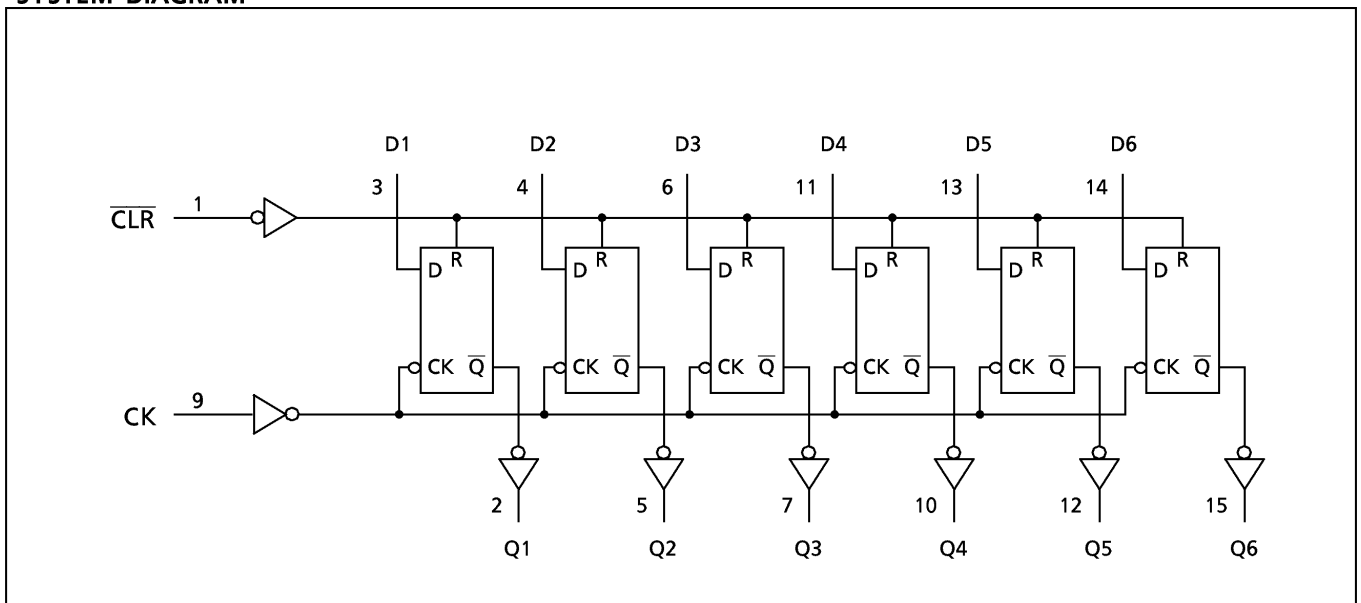 SYSTEM DIAGRAM
D1 D2 D3 D4 D5 D6
3 4 6 11 13 14
C̅L̅R̅ 1
R R R R R R
D D D D D D
CK Q̅ CK Q̅ CK Q̅ CK Q̅ CK Q̅ CK Q̅
CK 9
2 5 7 10 12 15
Q1 Q2 Q3 Q4 Q5 Q6